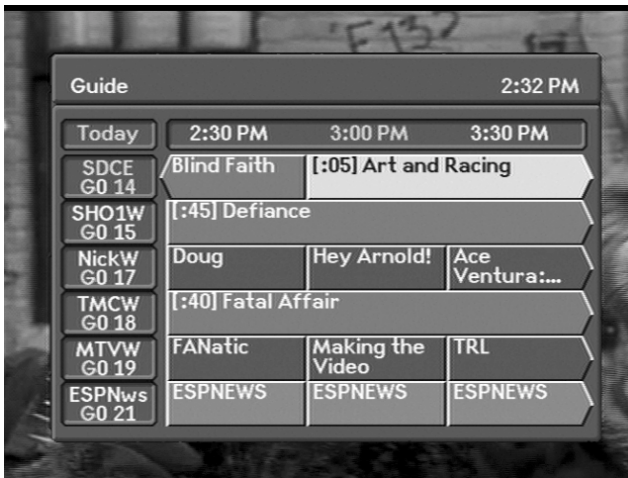 F132
Guide 2:32 PM
Today 2:30 PM 3:00 PM 3:30 PM
SDCE Blind Faith [:05] Art and Racing
G0 14
SHO1W [:45] Defiance
G0 15
NickW Doug Hey Arnold! Ace
G0 17 Ventura:...
TMCW [:40] Fatal Affair
G0 18
MTVW FANatic Making the TRL
G0 19 Video
ESPNws ESPNEWS ESPNEWS ESPNEWS
G0 21